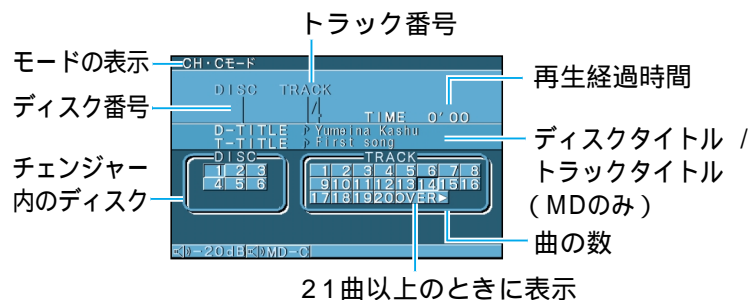 トラック番号
モードの表示
CH・Cモード
再生経過時間
DISC TRACK
ディスク番号
TIME 0'00
D-TITLE ♪Yumeina Kashu
T-TITLE ♪First song
ディスクタイトル /
トラックタイトル
(MDのみ)
チェンジャー
内のディスク
DISC
1 2 3
4 5 6
TRACK
1 2 3 4 5 6 7 8
9 10 11 12 13 14 15 16
17 18 19 20 OVER▶
曲の数
-20dB MD-C
21曲以上のときに表示